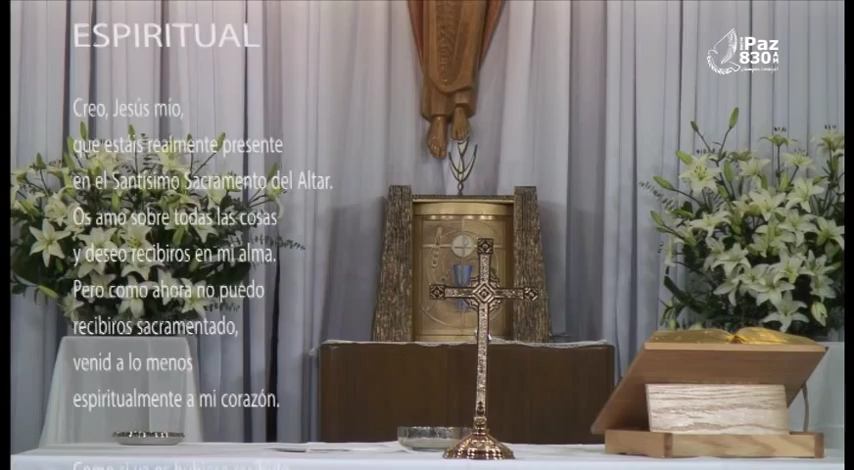 ESPIRITUAL
Paz
830 AM
Creo, Jesús mío,
que estáis realmente presente
en el Santísimo Sacramento del Altar.
Os amo sobre todas las cosas
y deseo recibiros en mi alma.
Pero como ahora no puedo
recibiros sacramentado,
venid a lo menos
espiritualmente a mi corazón.